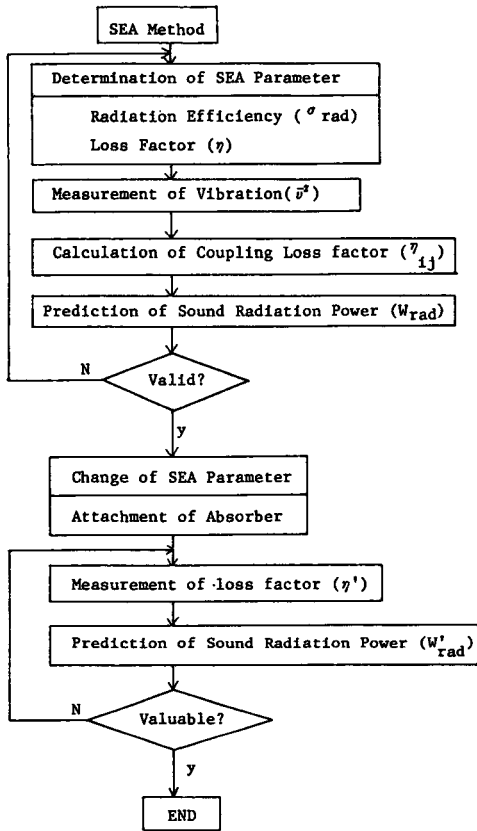 SEA Method
Determination of SEA Parameter
Radiation Efficiency (σ rad)
Loss Factor (η)
Measurement of Vibration(v̄²)
Calculation of Coupling Loss factor (η ij)
Prediction of Sound Radiation Power (Wrad)
N
Valid?
y
Change of SEA Parameter
Attachment of Absorber
Measurement of loss factor (η')
Prediction of Sound Radiation Power (W'rad)
N
Valuable?
y
END